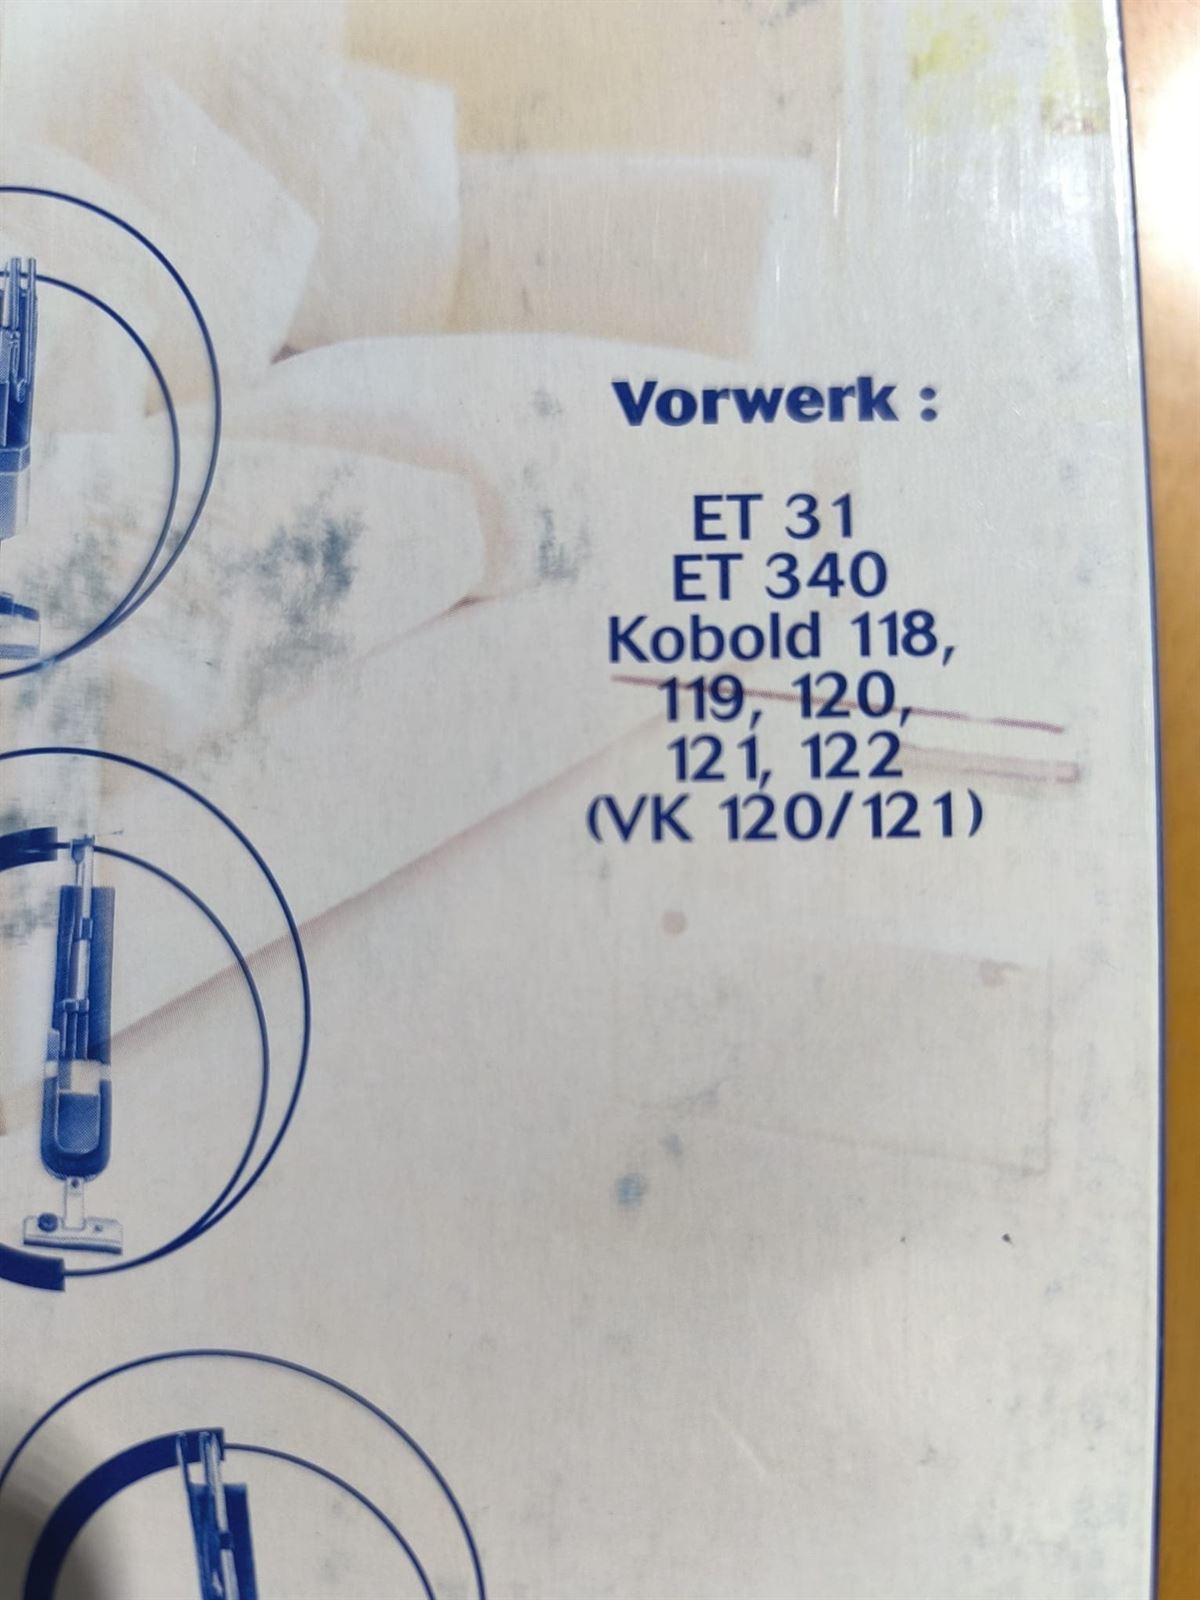 Vorwerk :
ET 31
ET 340
Kobold 118,
119, 120,
121, 122
(VK 120/121)